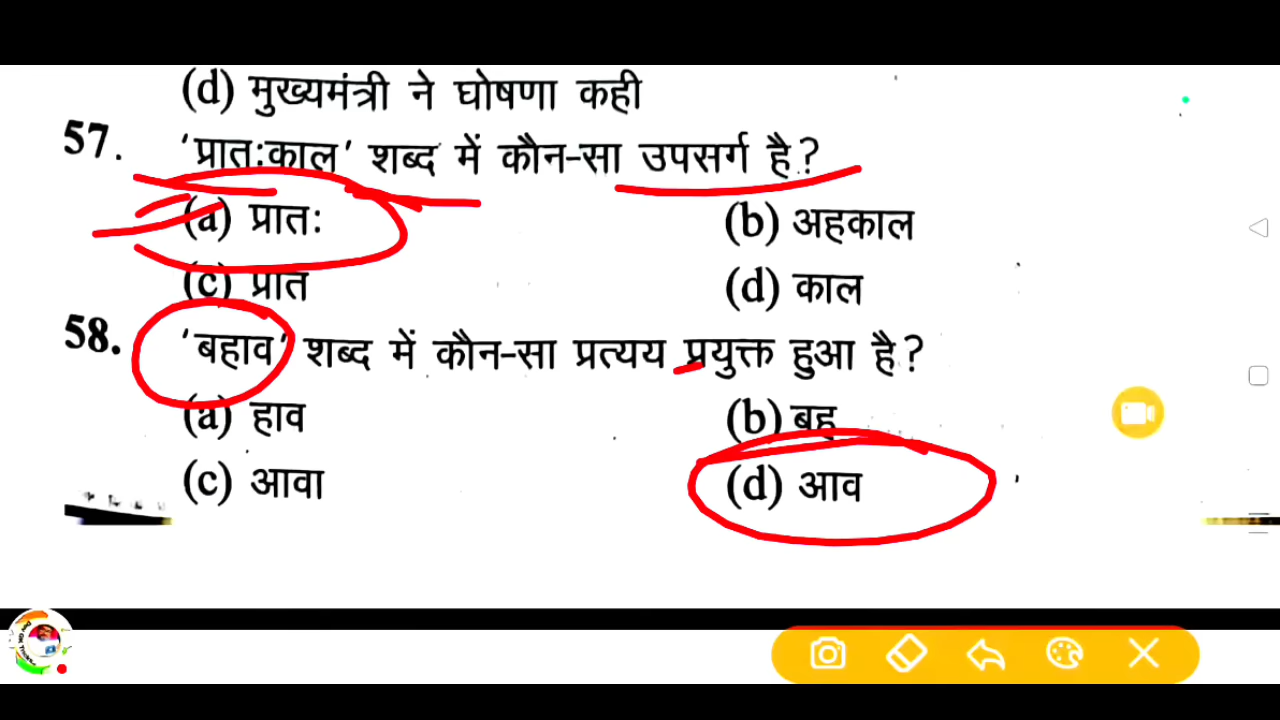 (d) मुख्यमंत्री ने घोषणा कही
57. 'प्रातःकाल' शब्द में कौन-सा उपसर्ग है?
(a) प्रातः (b) अहकाल
(c) प्रात (d) काल
58. 'बहाव' शब्द में कौन-सा प्रत्यय प्रयुक्त हुआ है?
(a) हाव (b) बह
(c) आवा (d) आव